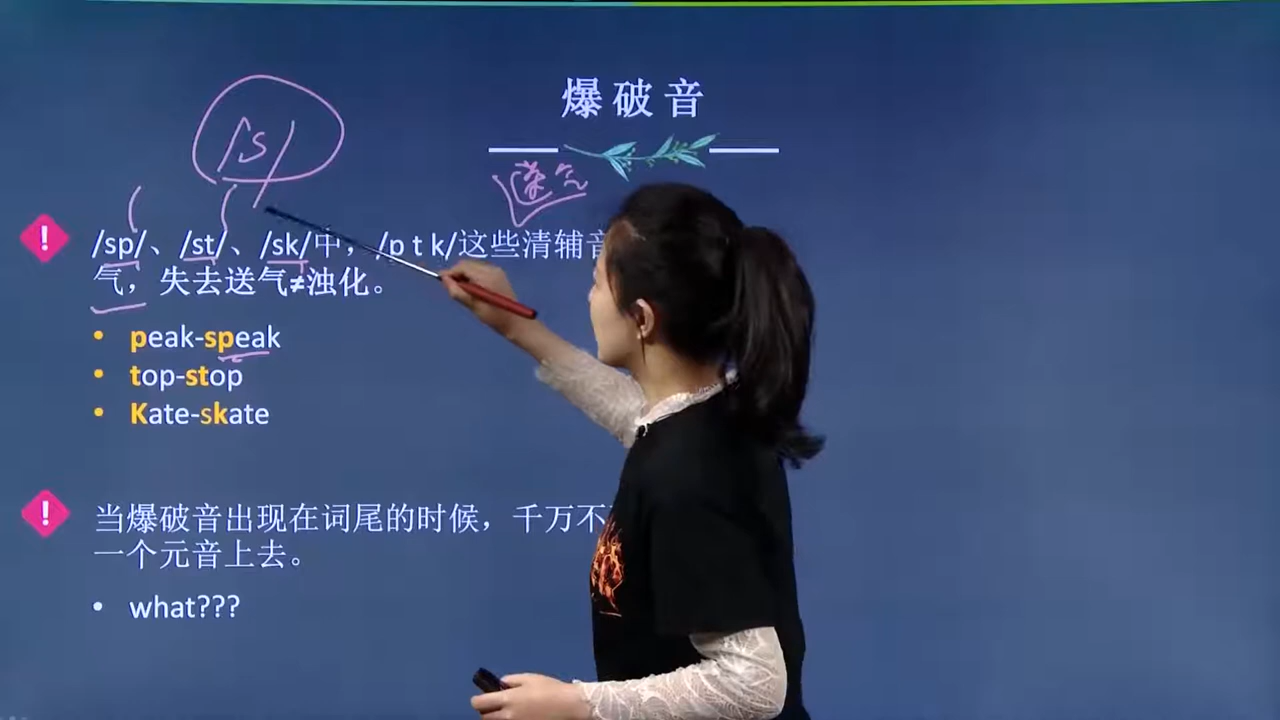 爆破音
/s/
送气
/sp/、/st/、/sk/中，/p t k/这些清辅音
气，失去送气≠浊化。
• peak-speak
• top-stop
• Kate-skate
当爆破音出现在词尾的时候，千万不
一个元音上去。
• what???